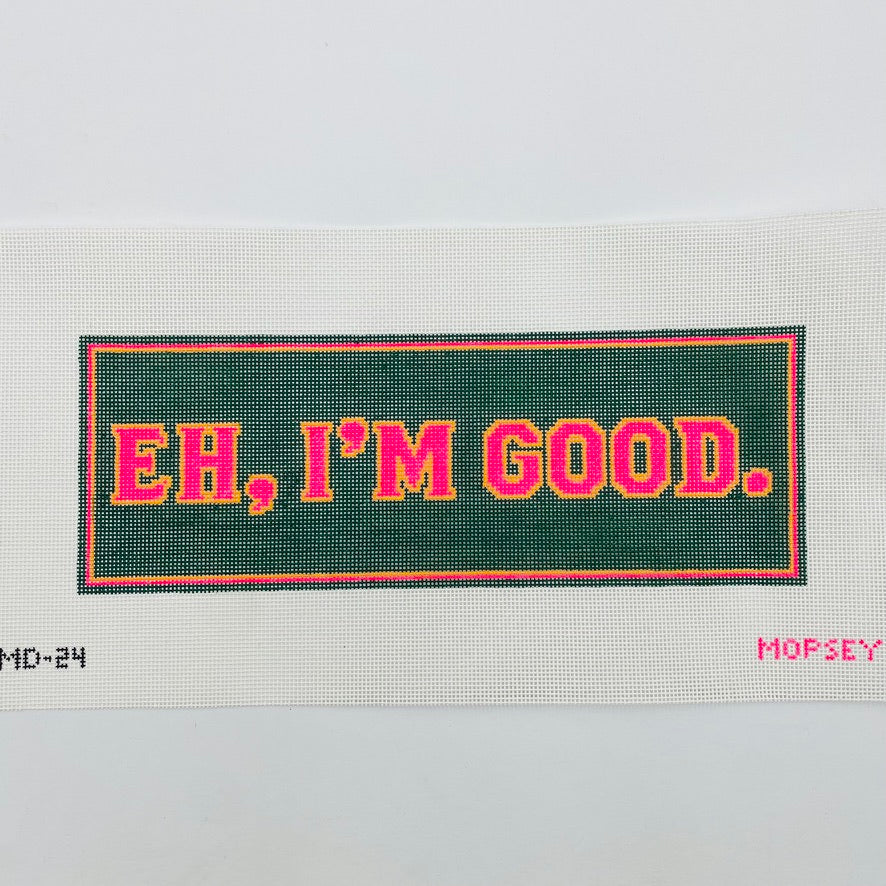 EH, I'M GOOD.
MD-24
MOPSEY